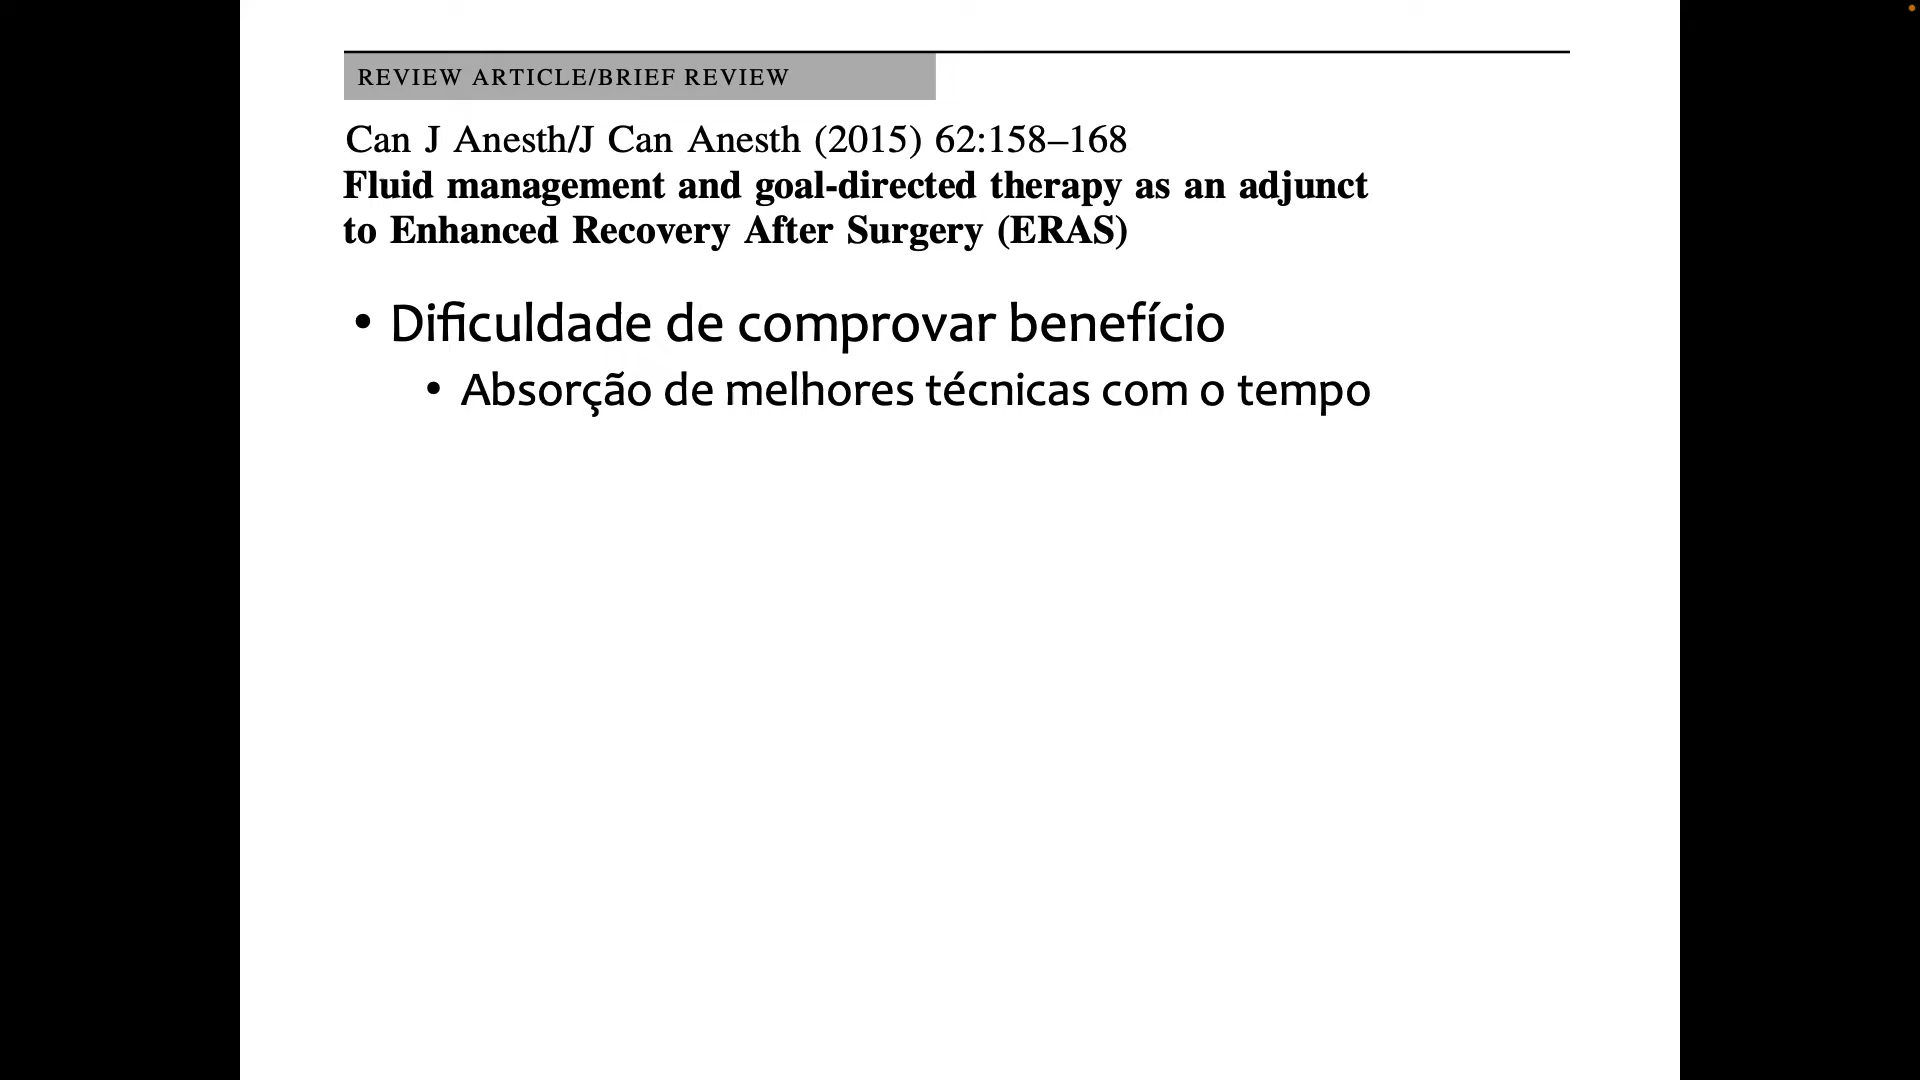 REVIEW ARTICLE/BRIEF REVIEW
Can J Anesth/J Can Anesth (2015) 62:158–168
Fluid management and goal-directed therapy as an adjunct
to Enhanced Recovery After Surgery (ERAS)
• Dificuldade de comprovar benefício
• Absorção de melhores técnicas com o tempo